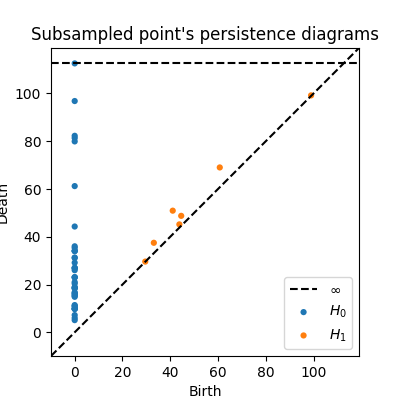 Subsampled point's persistence diagrams
Death
100
80
60
40
20
0
∞
H₀
H₁
0 20 40 60 80 100
Birth